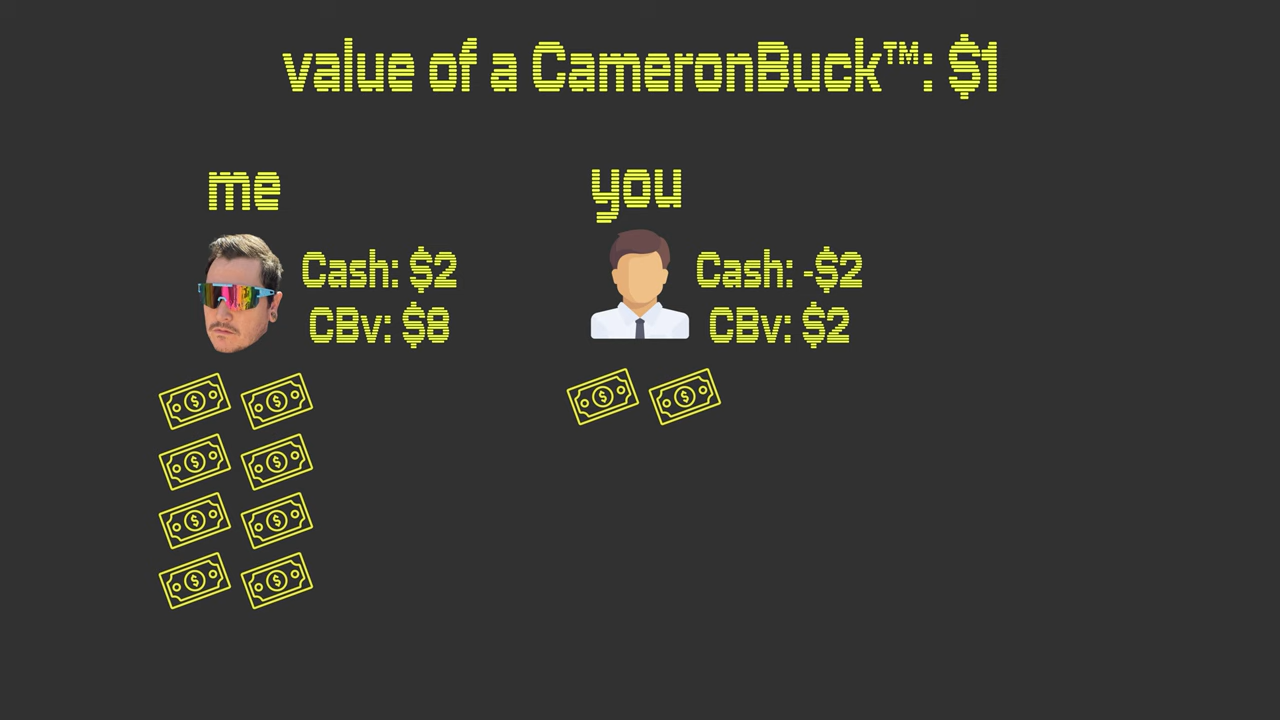 value of a CameronBuck™: $1
me
Cash: $2
CBv: $8
you
Cash: -$2
CBv: $2